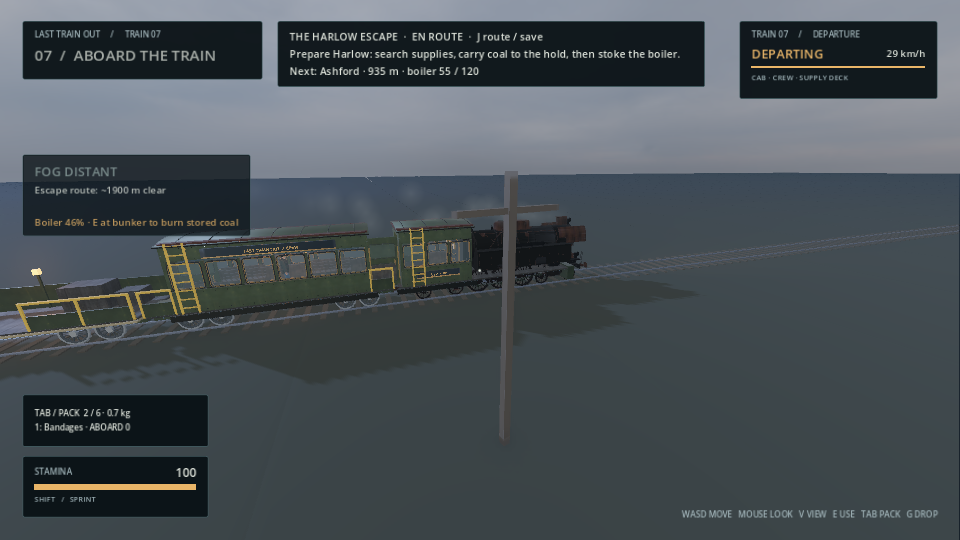 LAST TRAIN OUT / TRAIN 07
07 / ABOARD THE TRAIN
THE HARLOW ESCAPE · EN ROUTE · J route / save
Prepare Harlow: search supplies, carry coal to the hold, then stoke the boiler.
Next: Ashford · 935 m · boiler 55 / 120
TRAIN 07 / DEPARTURE
DEPARTING 29 km/h
CAB · CREW · SUPPLY DECK
FOG DISTANT
Escape route: ~1900 m clear
Boiler 46% · E at bunker to burn stored coal
TAB / PACK 2 / 6 · 0.7 kg
1: Bandages · ABOARD 0
STAMINA 100
SHIFT / SPRINT
WASD MOVE MOUSE LOOK V VIEW E USE TAB PACK G DROP